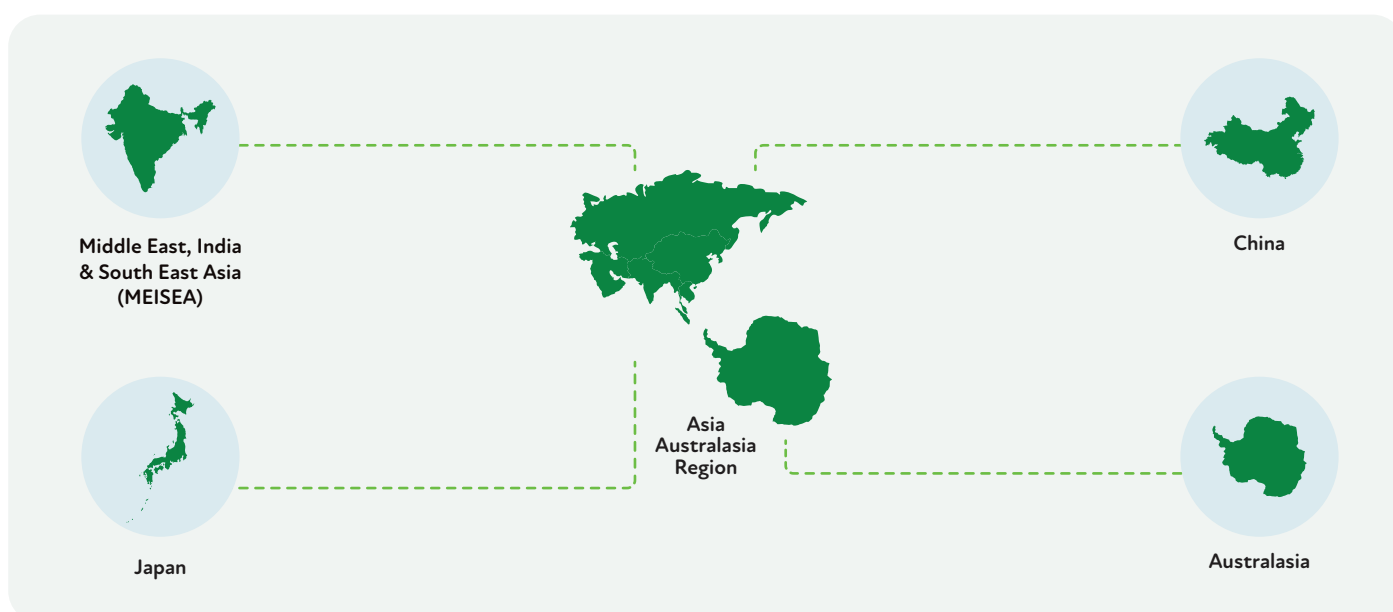 Middle East, India
& South East Asia
(MEISEA)
China
Asia
Australasia
Region
Japan
Australasia